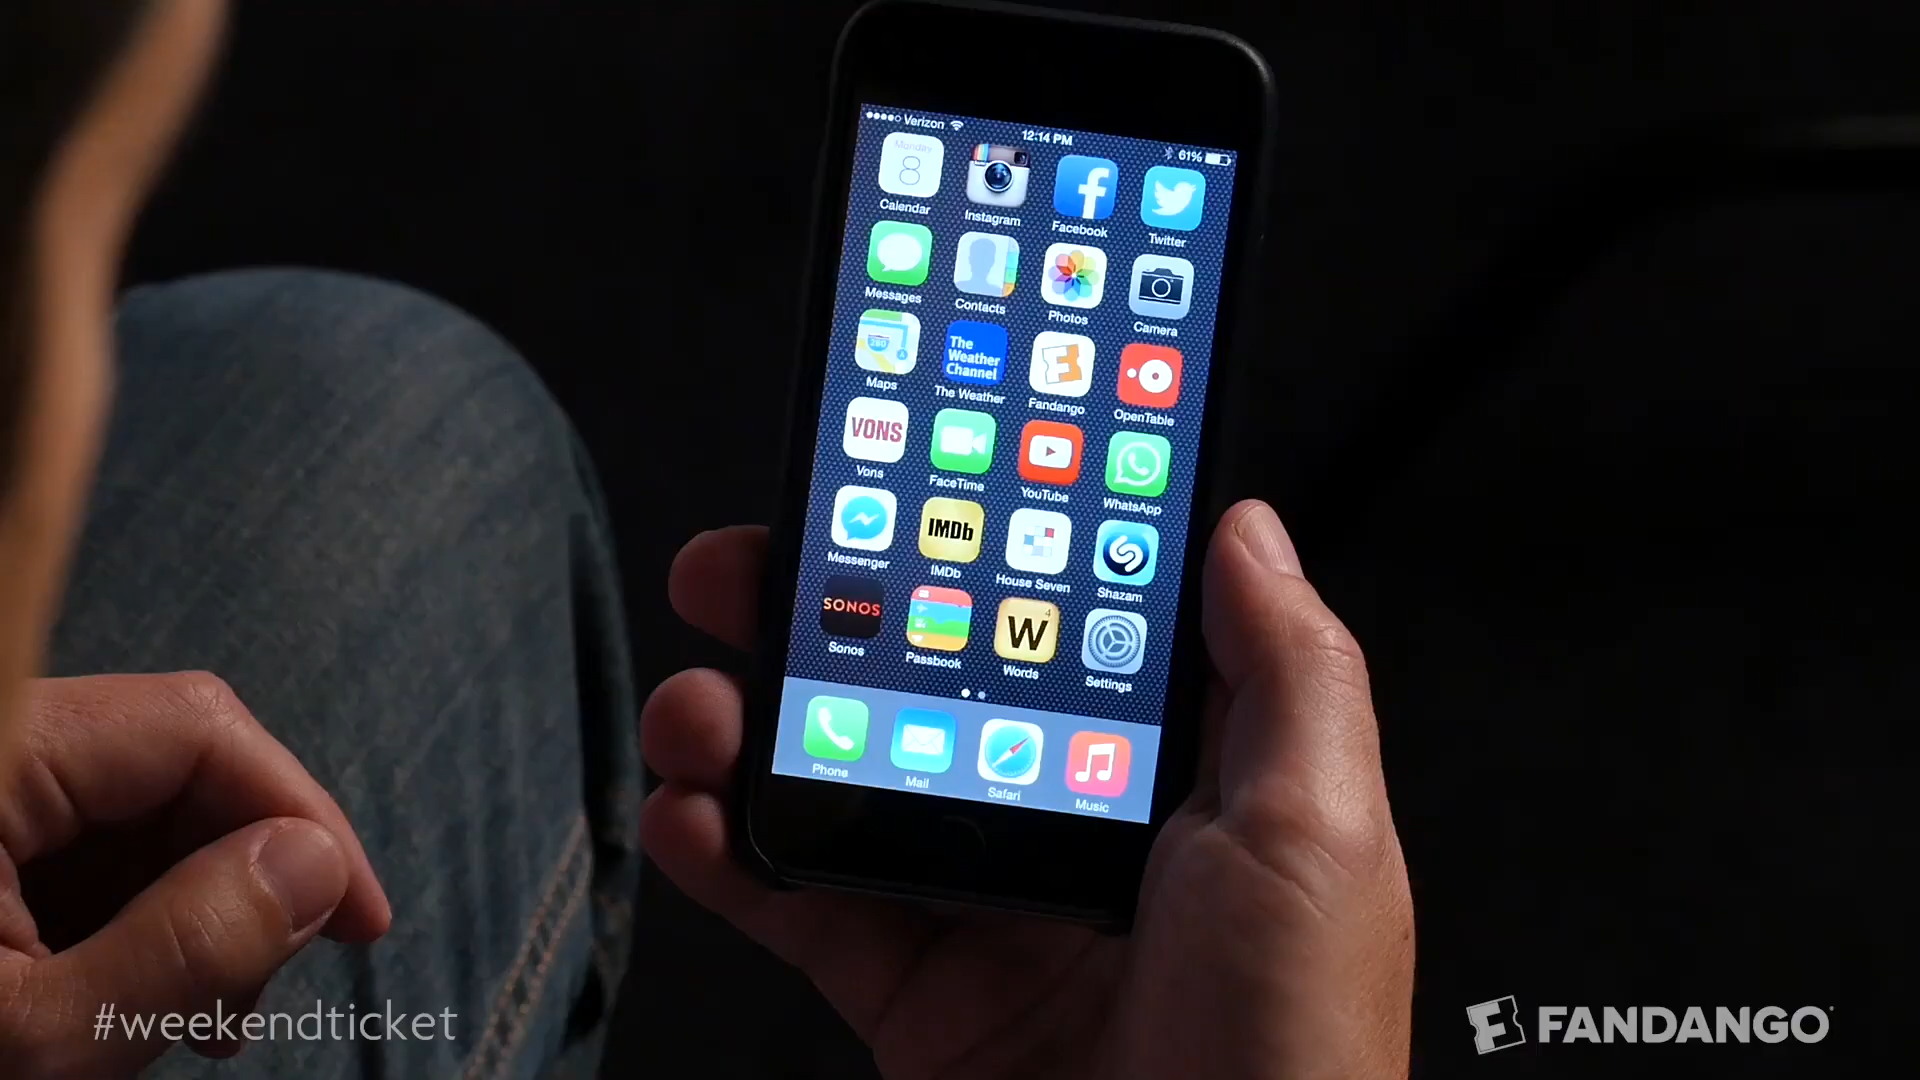 Verizon 12:14 PM 61%
Monday
8
Calendar Instagram Facebook Twitter
Messages Contacts Photos Camera
280
The
Weather
Channel
Maps The Weather Fandango OpenTable
VONS
Vons FaceTime YouTube WhatsApp
IMDb
Messenger IMDb House Seven Shazam
SONOS
W 4
Sonos Passbook Words Settings
Phone Mail Safari Music
#weekendticket
F FANDANGO